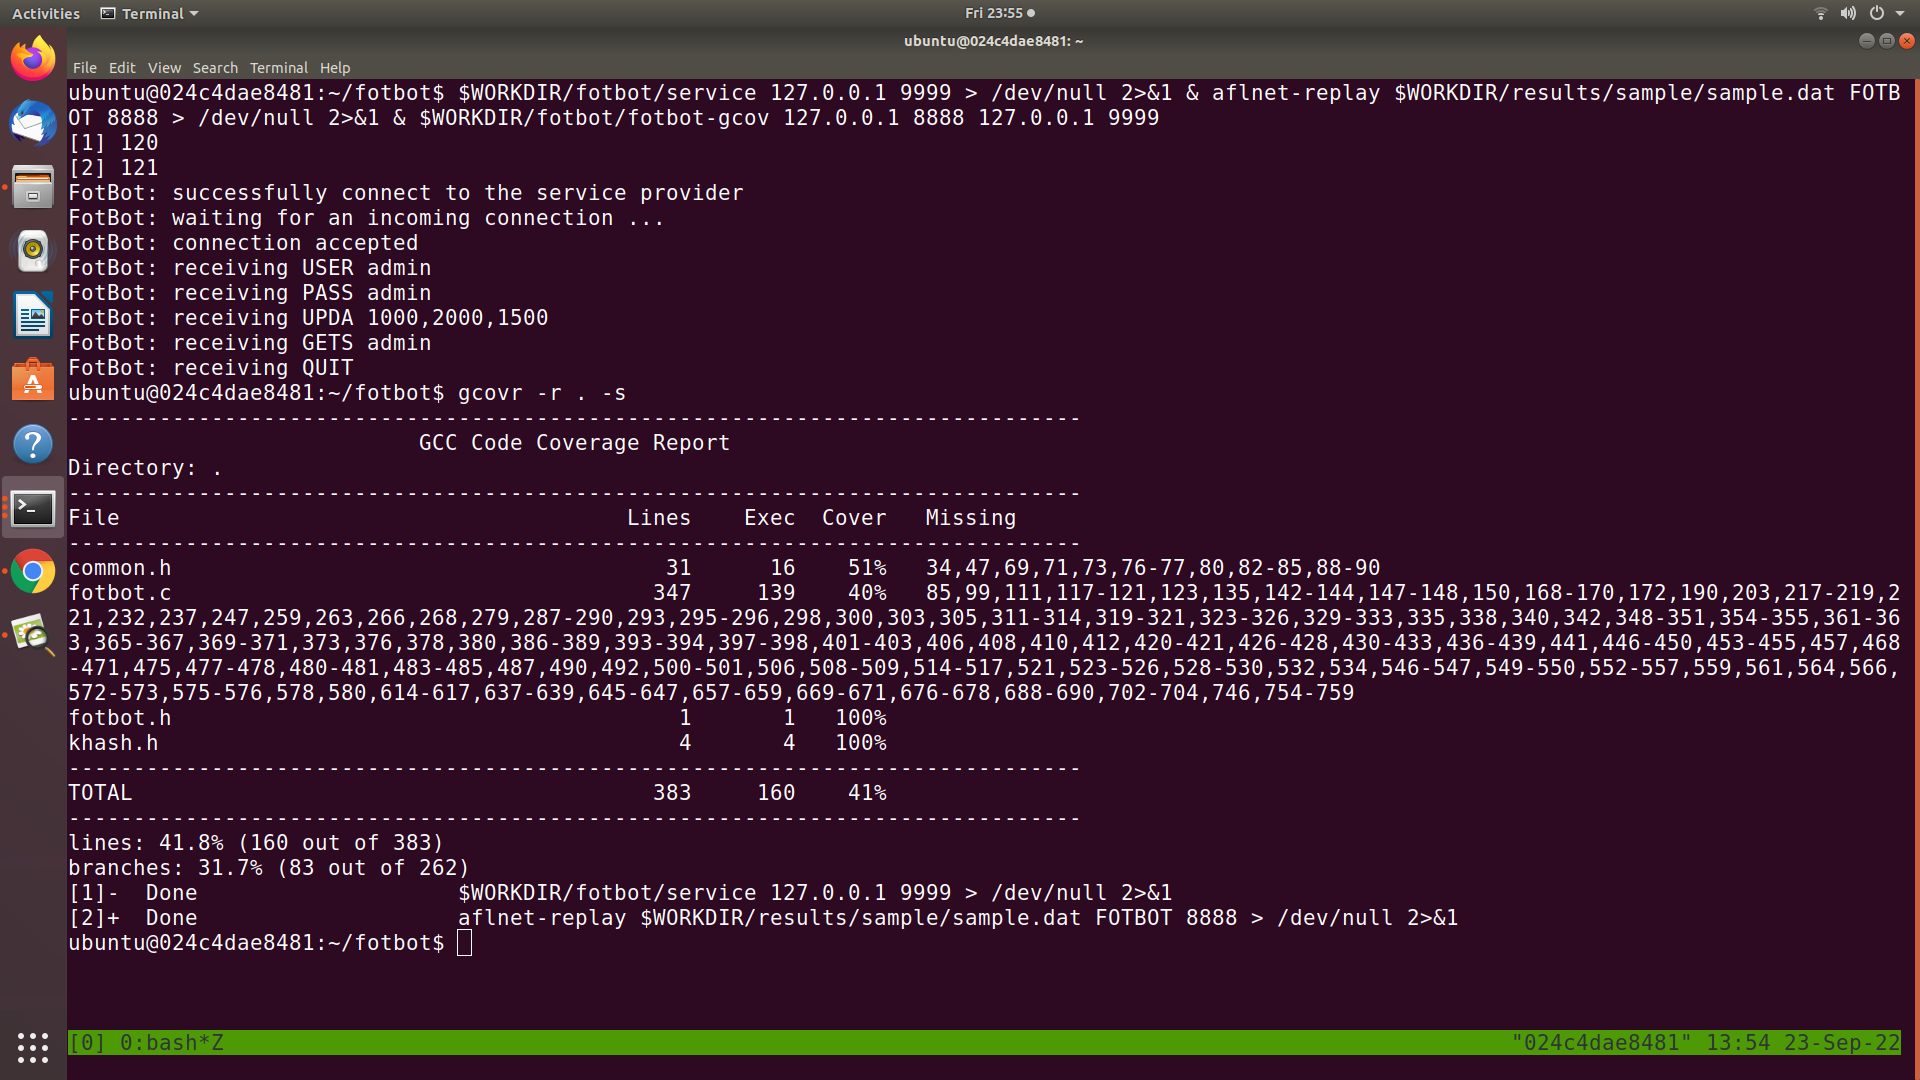 Activities Terminal Fri 23:55
ubuntu@024c4dae8481: ~
File Edit View Search Terminal Help
ubuntu@024c4dae8481:~/fotbot$ $WORKDIR/fotbot/service 127.0.0.1 9999 > /dev/null 2>&1 & aflnet-replay $WORKDIR/results/sample/sample.dat FOTB
OT 8888 > /dev/null 2>&1 & $WORKDIR/fotbot/fotbot-gcov 127.0.0.1 8888 127.0.0.1 9999
[1] 120
[2] 121
FotBot: successfully connect to the service provider
FotBot: waiting for an incoming connection ...
FotBot: connection accepted
FotBot: receiving USER admin
FotBot: receiving PASS admin
FotBot: receiving UPDA 1000,2000,1500
FotBot: receiving GETS admin
FotBot: receiving QUIT
ubuntu@024c4dae8481:~/fotbot$ gcovr -r . -s
------------------------------------------------------------------------------
GCC Code Coverage Report
Directory: .
------------------------------------------------------------------------------
File Lines Exec Cover Missing
------------------------------------------------------------------------------
common.h 31 16 51% 34,47,69,71,73,76-77,80,82-85,88-90
fotbot.c 347 139 40% 85,99,111,117-121,123,135,142-144,147-148,150,168-170,172,190,203,217-219,2
21,232,237,247,259,263,266,268,279,287-290,293,295-296,298,300,303,305,311-314,319-321,323-326,329-333,335,338,340,342,348-351,354-355,361-36
3,365-367,369-371,373,376,378,380,386-389,393-394,397-398,401-403,406,408,410,412,420-421,426-428,430-433,436-439,441,446-450,453-455,457,468
-471,475,477-478,480-481,483-485,487,490,492,500-501,506,508-509,514-517,521,523-526,528-530,532,534,546-547,549-550,552-557,559,561,564,566,
572-573,575-576,578,580,614-617,637-639,645-647,657-659,669-671,676-678,688-690,702-704,746,754-759
fotbot.h 1 1 100%
khash.h 4 4 100%
------------------------------------------------------------------------------
TOTAL 383 160 41%
------------------------------------------------------------------------------
lines: 41.8% (160 out of 383)
branches: 31.7% (83 out of 262)
[1]- Done $WORKDIR/fotbot/service 127.0.0.1 9999 > /dev/null 2>&1
[2]+ Done aflnet-replay $WORKDIR/results/sample/sample.dat FOTBOT 8888 > /dev/null 2>&1
ubuntu@024c4dae8481:~/fotbot$
[0] 0:bash*Z "024c4dae8481" 13:54 23-Sep-22